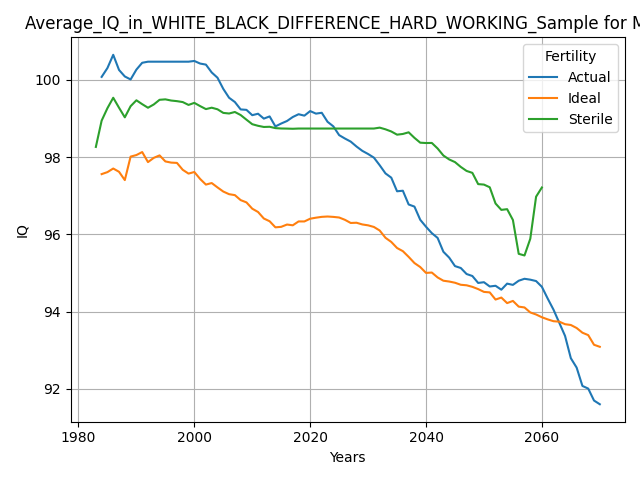 Average_IQ_in_WHITE_BLACK_DIFFERENCE_HARD_WORKING_Sample for M
Fertility
Actual
Ideal
Sterile
100
98
96
94
92
IQ
1980
2000
2020
2040
2060
Years